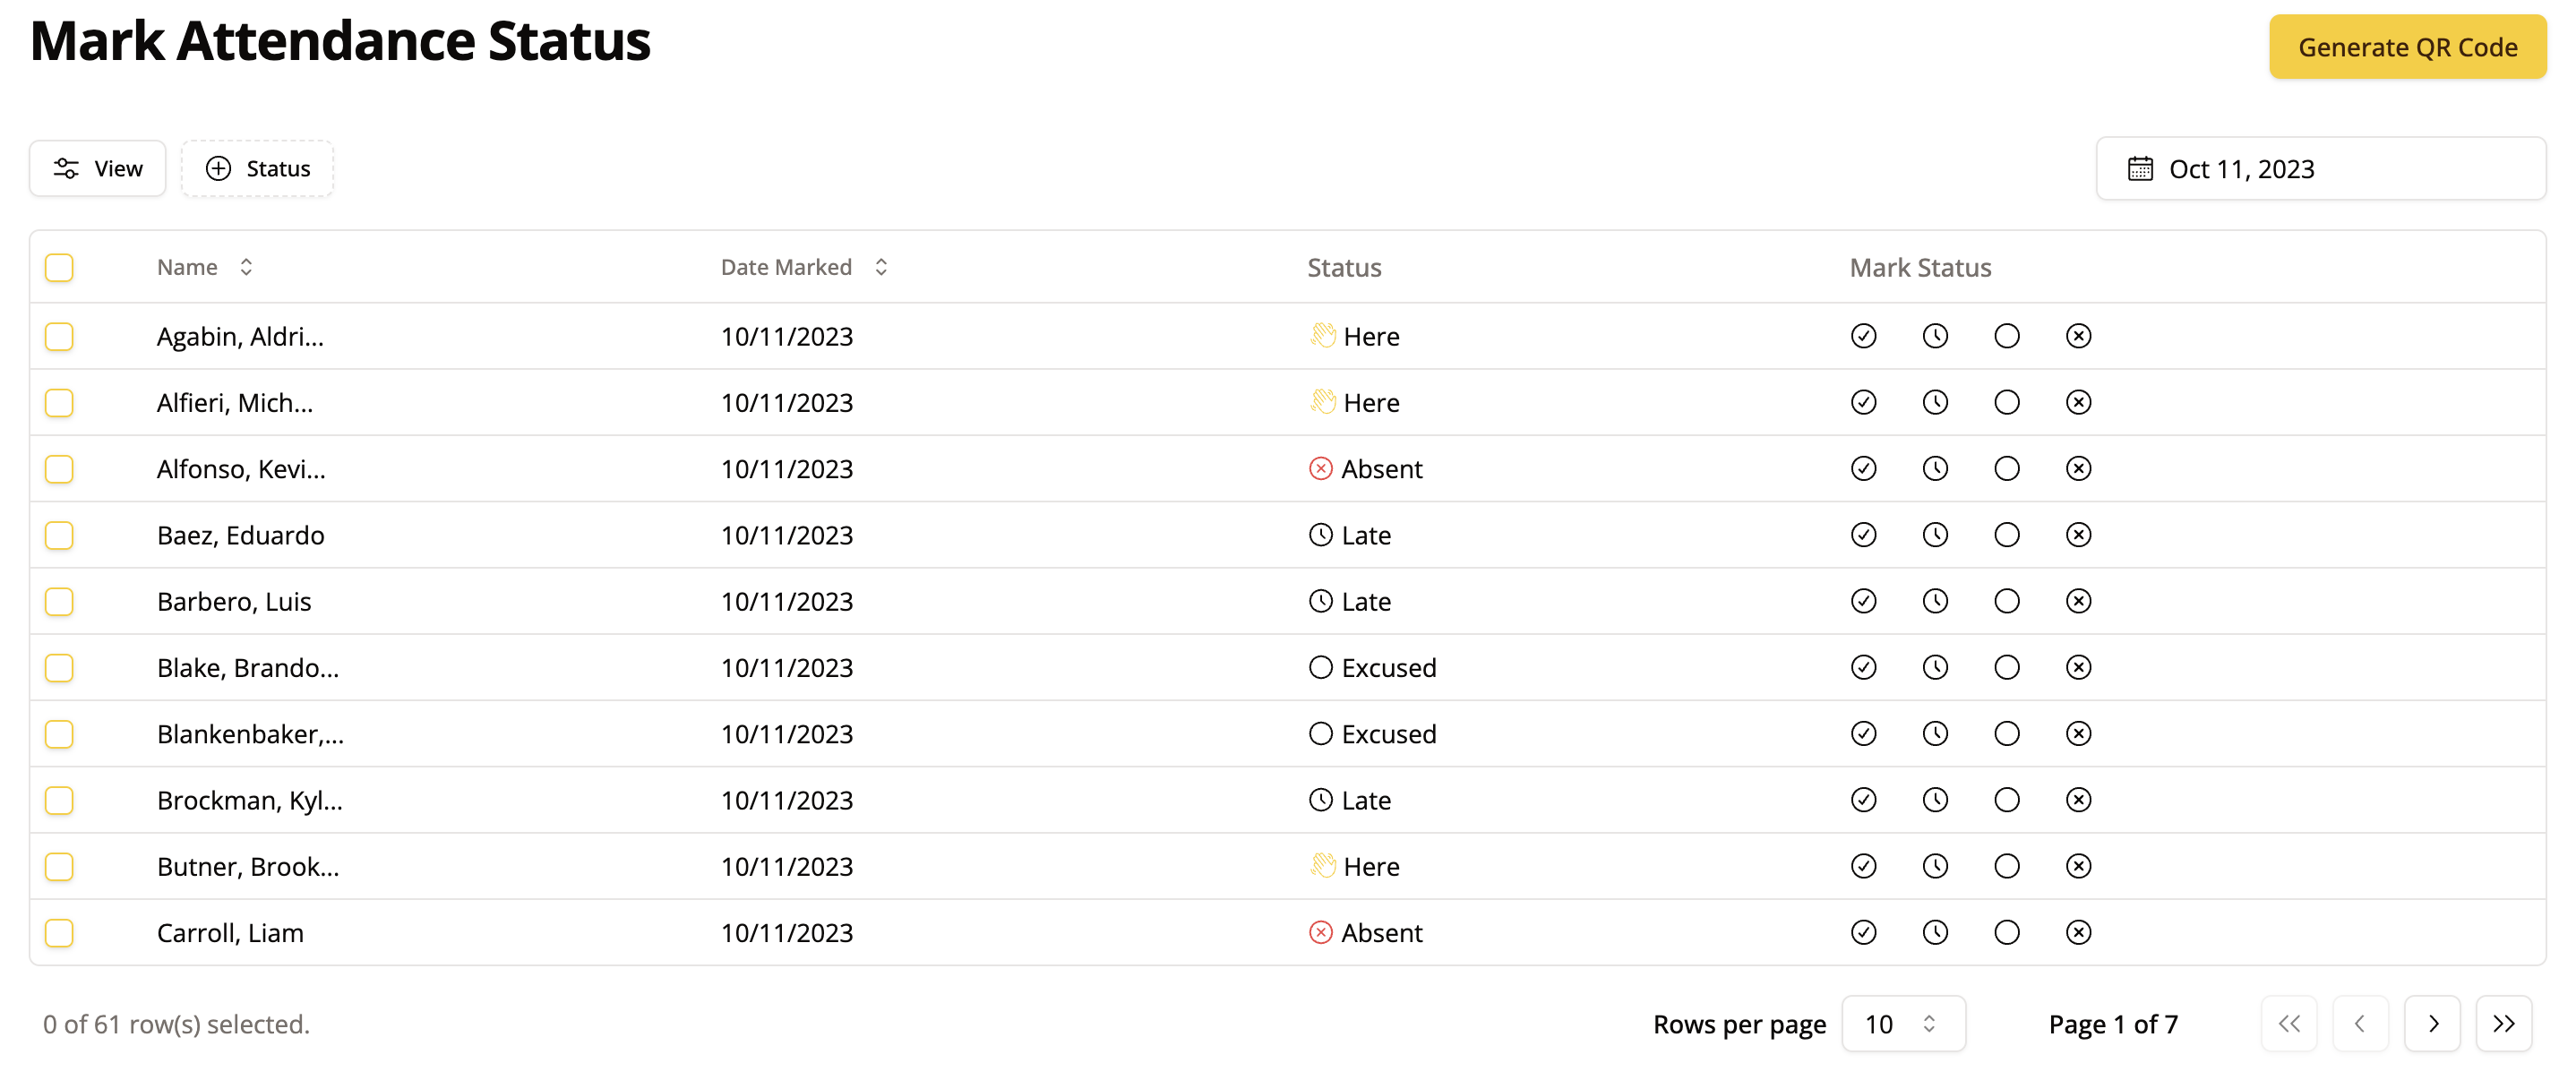 Mark Attendance Status
Generate QR Code
View
Status
Oct 11, 2023
Name Date Marked Status Mark Status
Agabin, Aldri... 10/11/2023 Here
Alfieri, Mich... 10/11/2023 Here
Alfonso, Kevi... 10/11/2023 Absent
Baez, Eduardo 10/11/2023 Late
Barbero, Luis 10/11/2023 Late
Blake, Brando... 10/11/2023 Excused
Blankenbaker,... 10/11/2023 Excused
Brockman, Kyl... 10/11/2023 Late
Butner, Brook... 10/11/2023 Here
Carroll, Liam 10/11/2023 Absent
0 of 61 row(s) selected.
Rows per page 10
Page 1 of 7